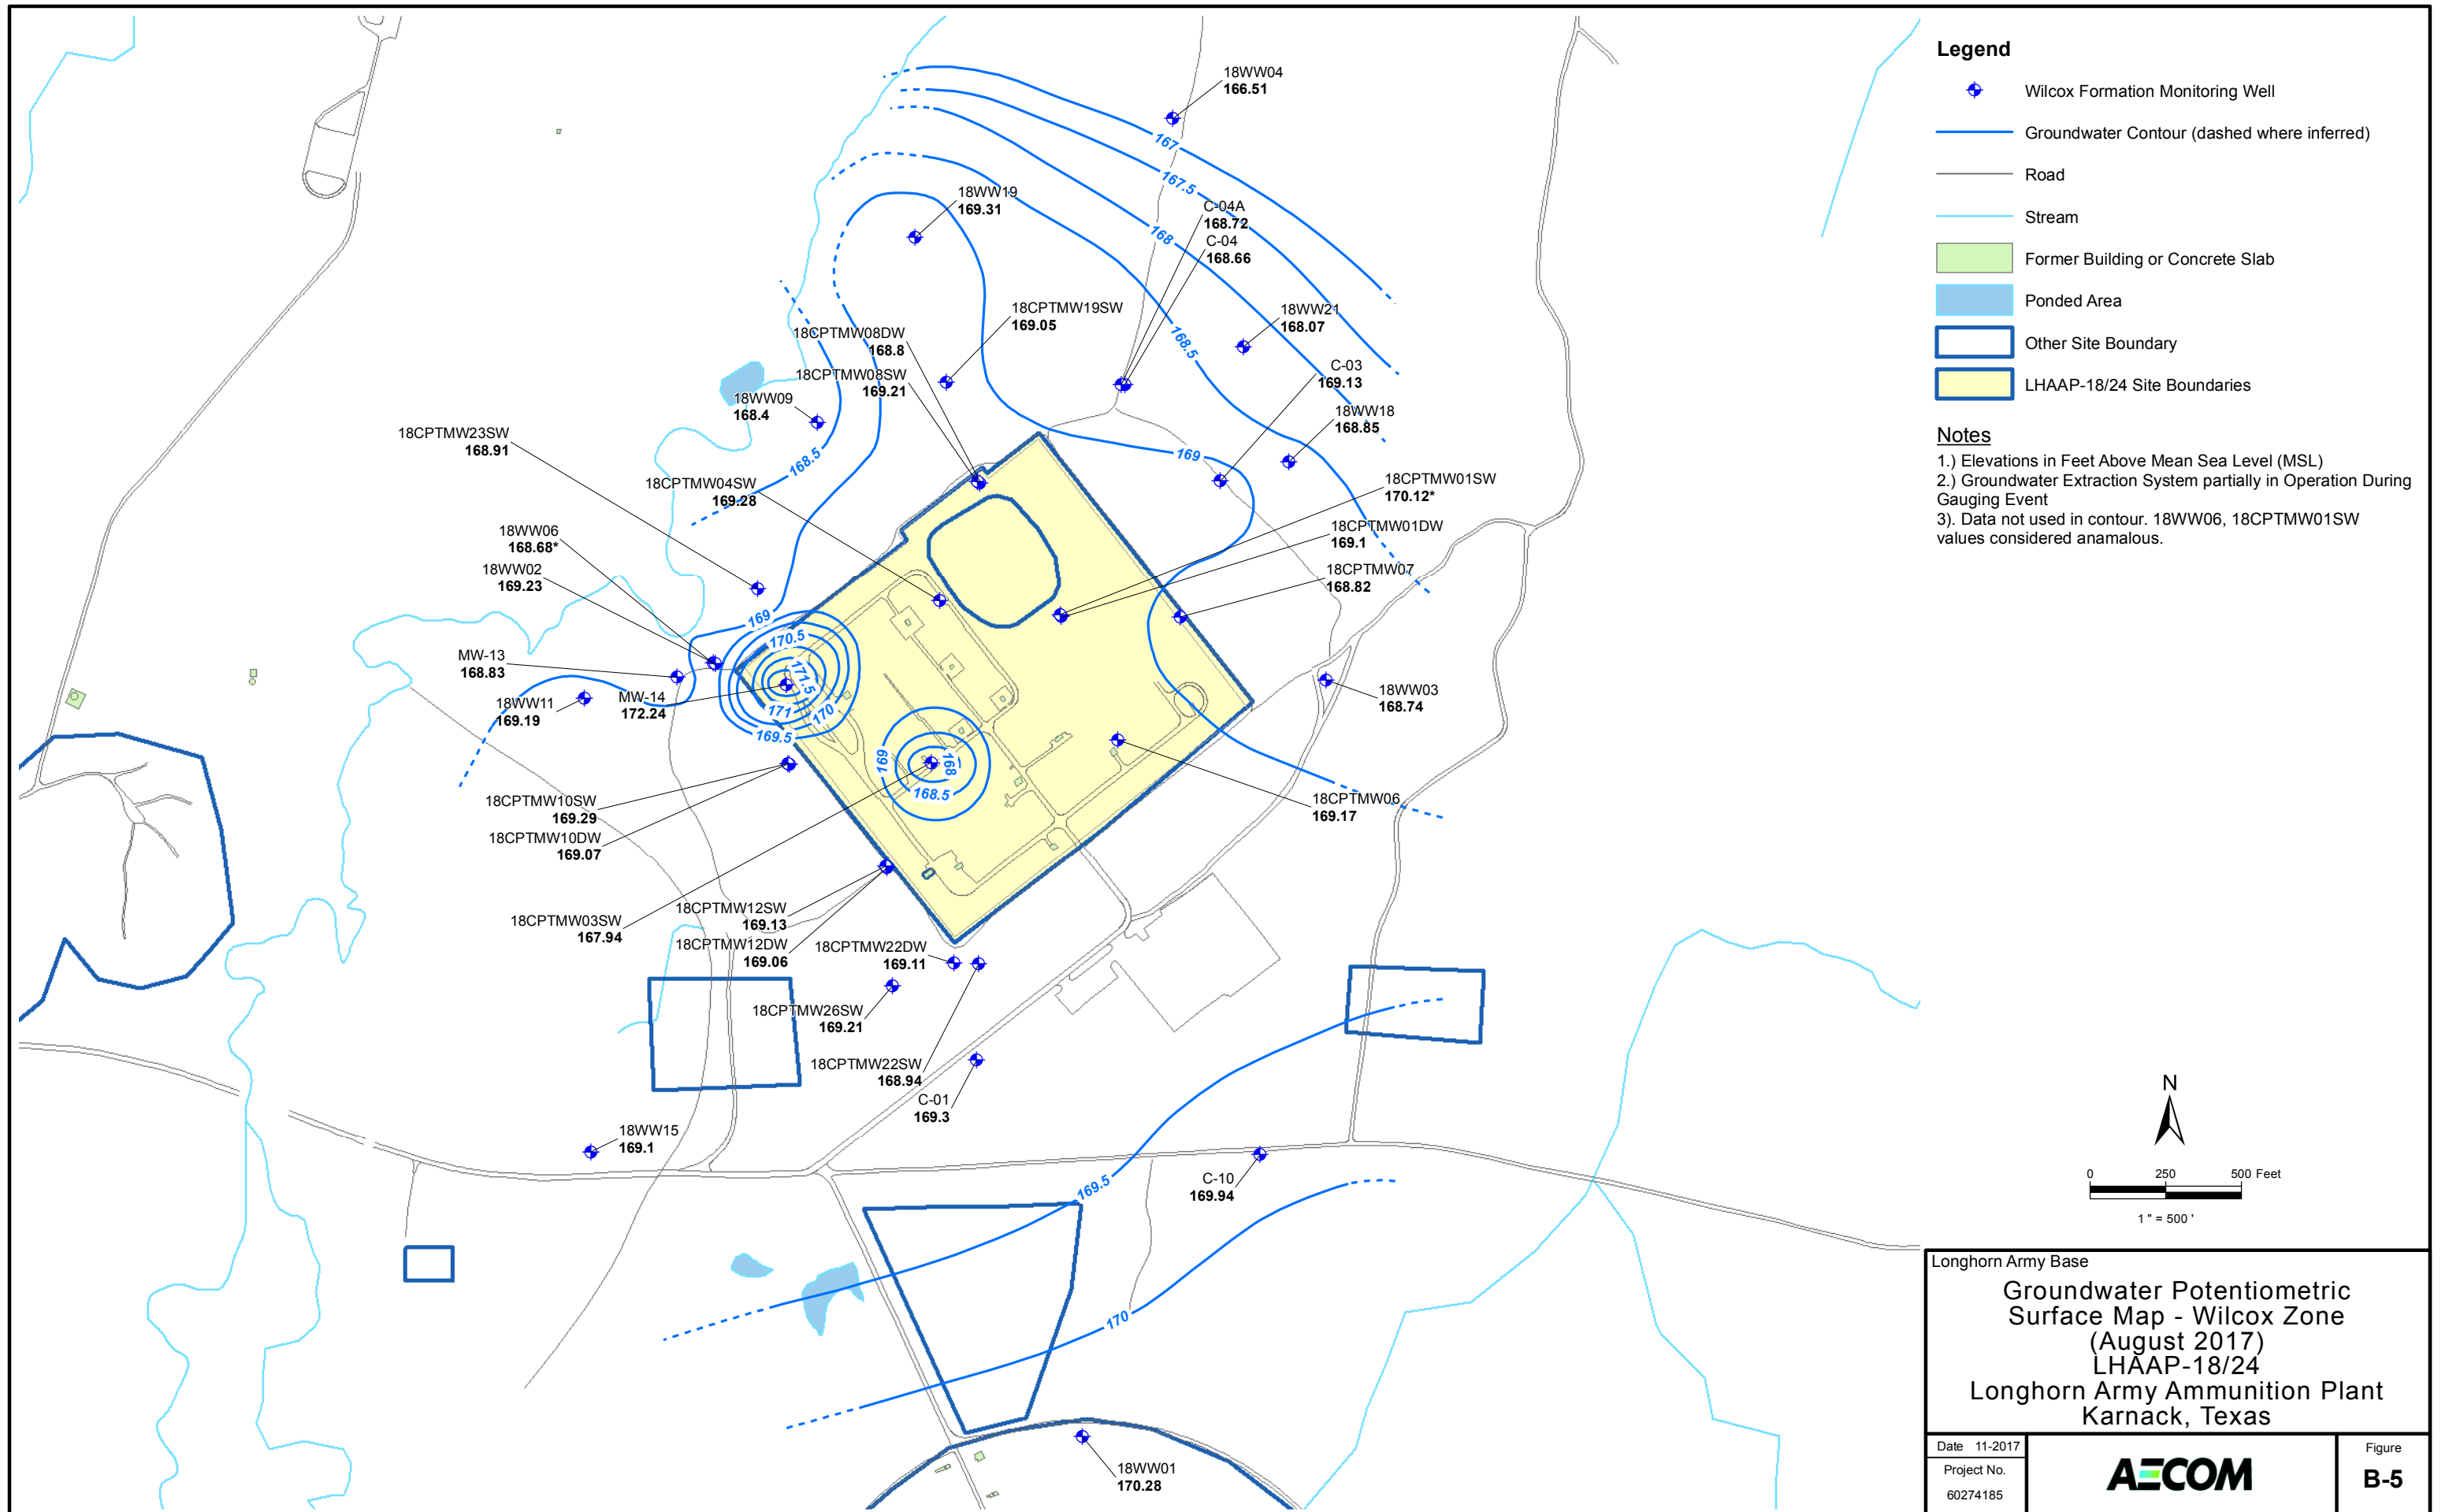 18WW04
166.51
167
167.5
18WW19
169.31
C-04A
168.72
C-04
168.66
168
18CPTMW19SW
169.05
18WW21
168.07
18CPTMW08DW
168.8
168.5
18CPTMW08SW
169.21
C-03
169.13
18WW09
168.4
18WW18
168.85
18CPTMW23SW
168.91
168.5
169
18CPTMW04SW
169.28
18CPTMW01SW
170.12*
18WW06
168.68*
18CPTMW01DW
169.1
18WW02
169.23
18CPTMW07
168.82
169
170.5
MW-13
168.83
171.5
18WW11
169.19
MW-14
172.24
171
170
169.5
18WW03
168.74
169
168
168.5
18CPTMW10SW
169.29
18CPTMW06
169.17
18CPTMW10DW
169.07
18CPTMW03SW
167.94
18CPTMW12SW
169.13
18CPTMW12DW
169.06
18CPTMW22DW
169.11
18CPTMW26SW
169.21
18CPTMW22SW
168.94
C-01
169.3
18WW15
169.1
C-10
169.94
169.5
170
18WW01
170.28
Legend
Wilcox Formation Monitoring Well
Groundwater Contour (dashed where inferred)
Road
Stream
Former Building or Concrete Slab
Ponded Area
Other Site Boundary
LHAAP-18/24 Site Boundaries
Notes
1.) Elevations in Feet Above Mean Sea Level (MSL)
2.) Groundwater Extraction System partially in Operation During
Gauging Event
3). Data not used in contour. 18WW06, 18CPTMW01SW
values considered anamalous.
N
0 250 500 Feet
1 " = 500 '
Longhorn Army Base
Groundwater Potentiometric
Surface Map - Wilcox Zone
(August 2017)
LHAAP-18/24
Longhorn Army Ammunition Plant
Karnack, Texas
Date 11-2017
Project No.
60274185
AECOM
Figure
B-5